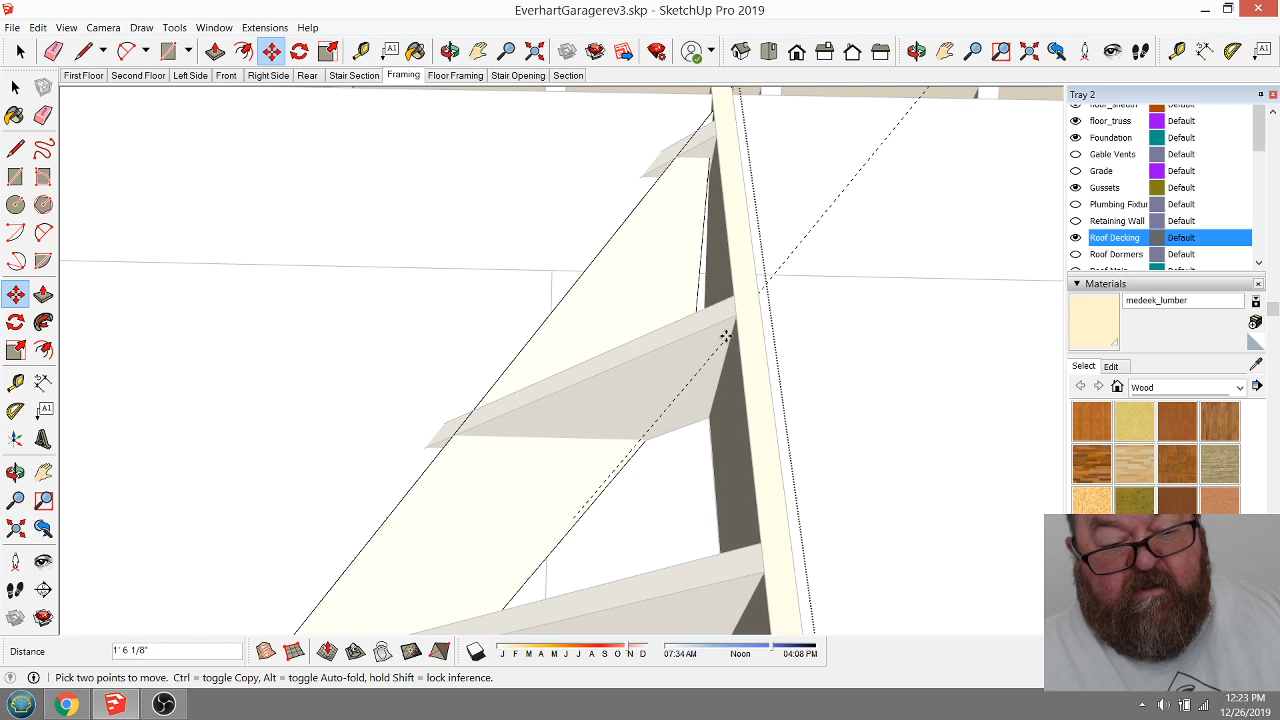 EverhartGaragerev3.skp - SketchUp Pro 2019
File Edit View Camera Draw Tools Window Extensions Help
First Floor Second Floor Left Side Front Right Side Rear Stair Section Framing Floor Framing Stair Opening Section
Tray 2
floor_sheath Default
floor_truss Default
Foundation Default
Gable Vents Default
Grade Default
Gussets Default
Plumbing Fixtur Default
Retaining Wall Default
Roof Decking Default
Roof Dormers Default
Materials
medeek_lumber
Select Edit
Wood
Distance 1' 6 1/8"
J F M A M J J A S O N D
07:34 AM Noon 04:08 PM
Pick two points to move. Ctrl = toggle Copy, Alt = toggle Auto-fold, hold Shift = lock inference.
12:23 PM
12/26/2019